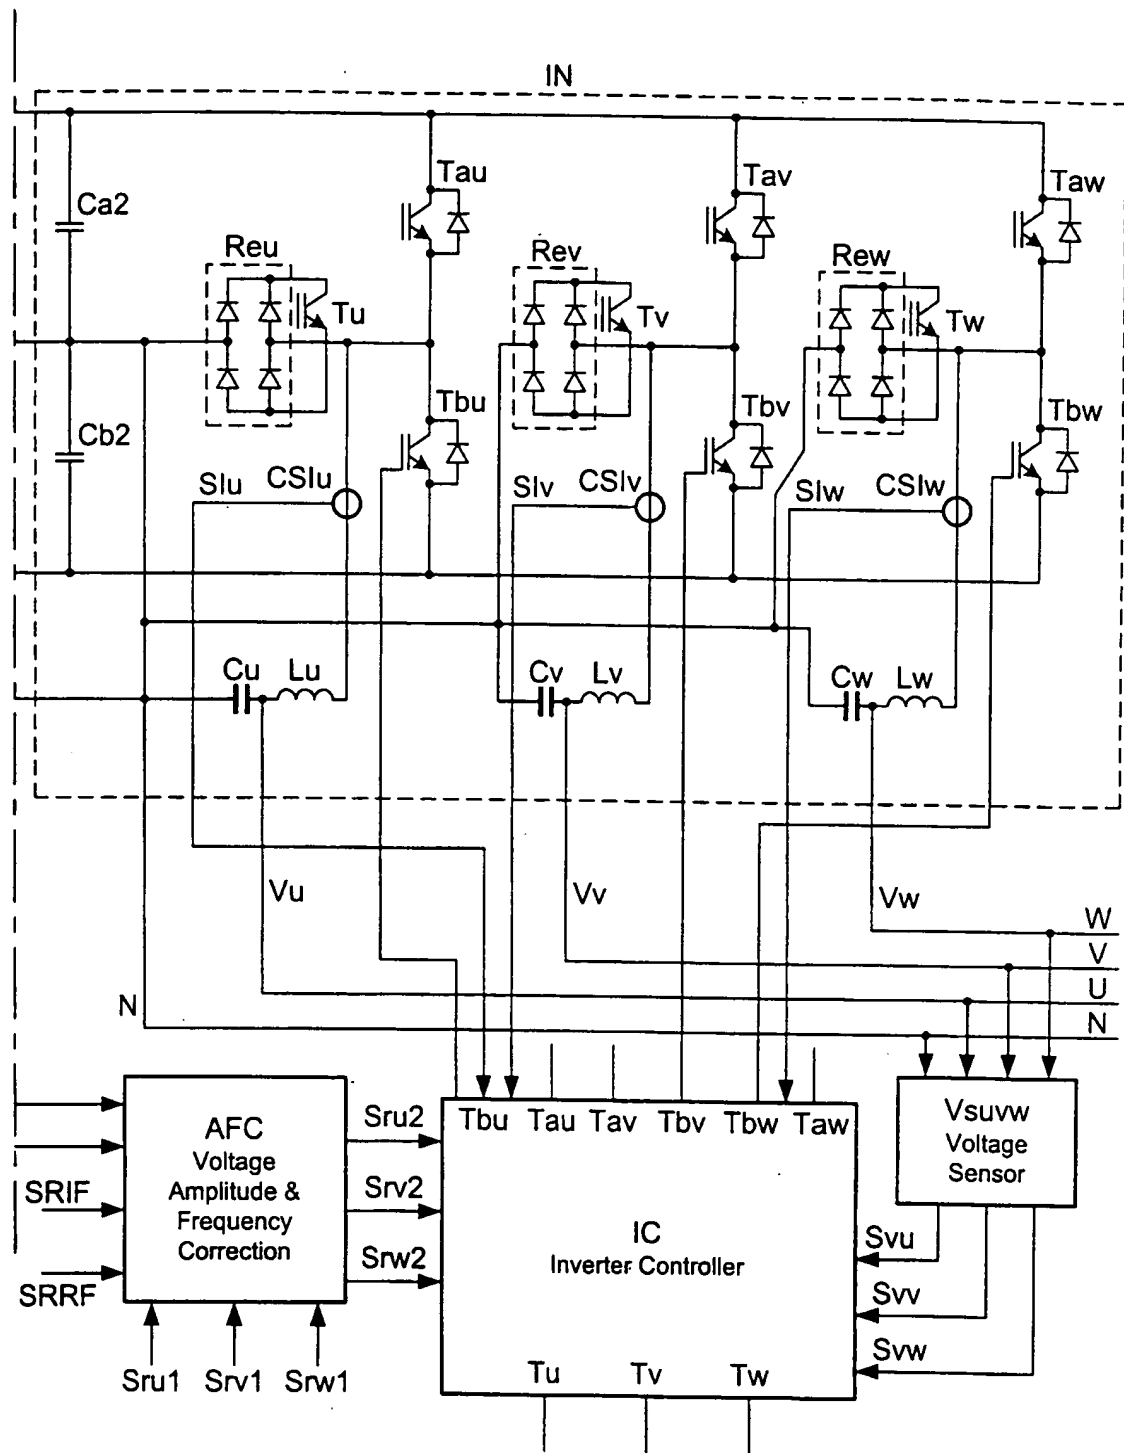 IN
Tau
Tav
Taw
Ca2
Reu
Rev
Rew
Tu
Tv
Tw
Tbu
Tbv
Tbw
Cb2
SIu
CSIu
SIv
CSIv
SIw
CSIw
Cu
Lu
Cv
Lv
Cw
Lw
Vu
Vv
Vw
W
V
U
N
N
AFC
Voltage
Amplitude &
Frequency
Correction
SRIF
SRRF
Sru1
Srv1
Srw1
Sru2
Srv2
Srw2
Tbu Tau Tav Tbv Tbw Taw
IC
Inverter Controller
Tu Tv Tw
Vsuvw
Voltage
Sensor
Svu
Svv
Svw